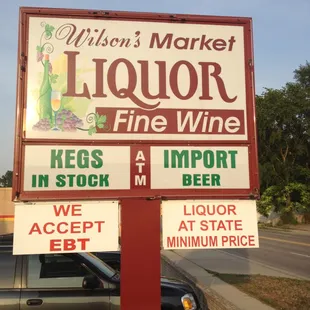 Wilson's Market
LIQUOR
Fine Wine
KEGS
IN STOCK
ATM
IMPORT
BEER
WE
ACCEPT
EBT
LIQUOR
AT STATE
MINIMUM PRICE